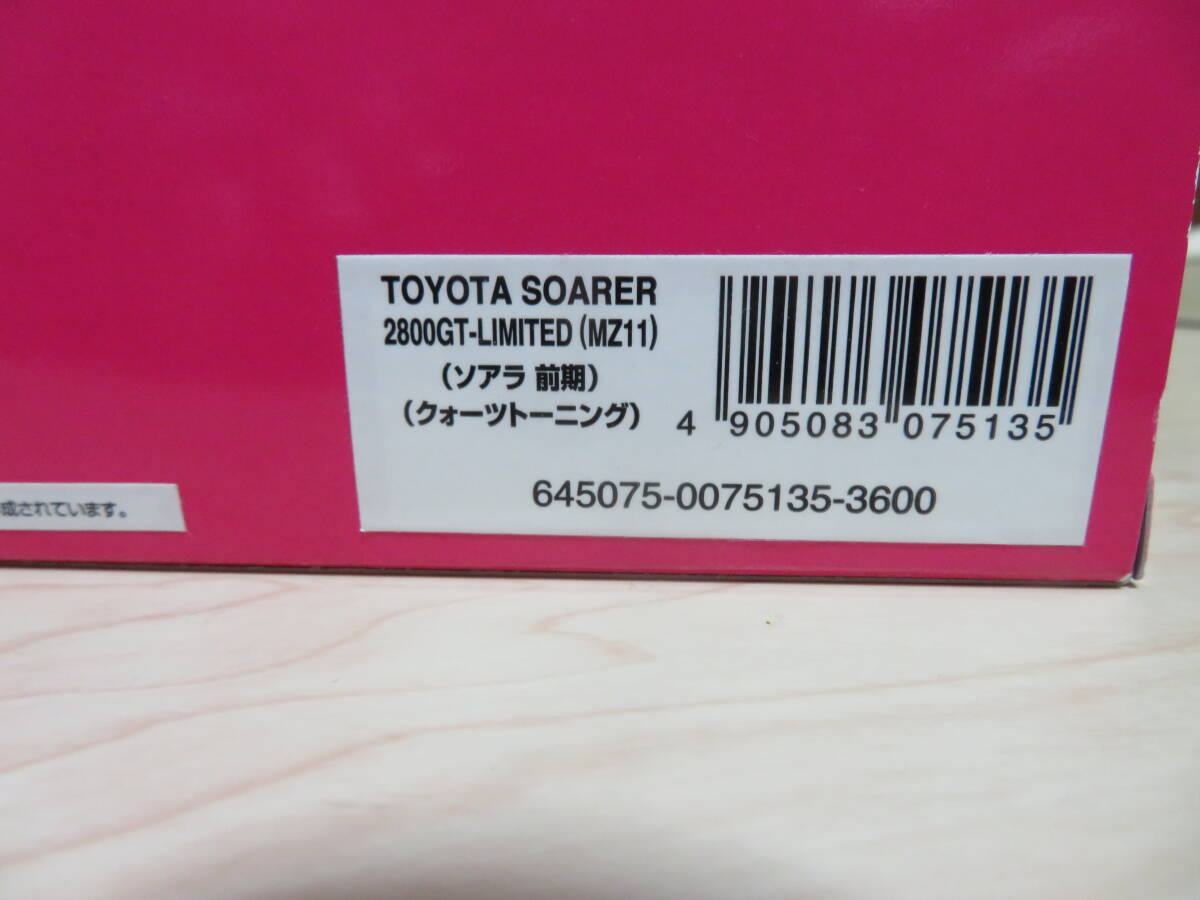 TOYOTA SOARER
2800GT-LIMITED (MZ11)
(ソアラ 前期)
(クォーツトーニング)
4 905083 075135
645075-0075135-3600
成されています。